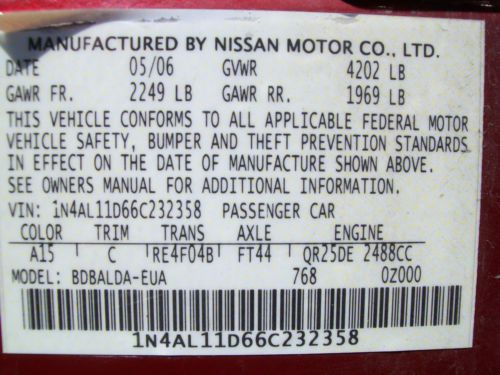 MANUFACTURED BY NISSAN MOTOR CO., LTD.
DATE 05/06 GVWR 4202 LB
GAWR FR. 2249 LB GAWR RR. 1969 LB
THIS VEHICLE CONFORMS TO ALL APPLICABLE FEDERAL MOTOR
VEHICLE SAFETY, BUMPER AND THEFT PREVENTION STANDARDS
IN EFFECT ON THE DATE OF MANUFACTURE SHOWN ABOVE.
SEE OWNERS MANUAL FOR ADDITIONAL INFORMATION.
VIN: 1N4AL11D66C232358 PASSENGER CAR
COLOR TRIM TRANS AXLE ENGINE
A15 C RE4F04B FT44 QR25DE 2488CC
MODEL: BDBALDA-EUA 768 0Z000
1N4AL11D66C232358